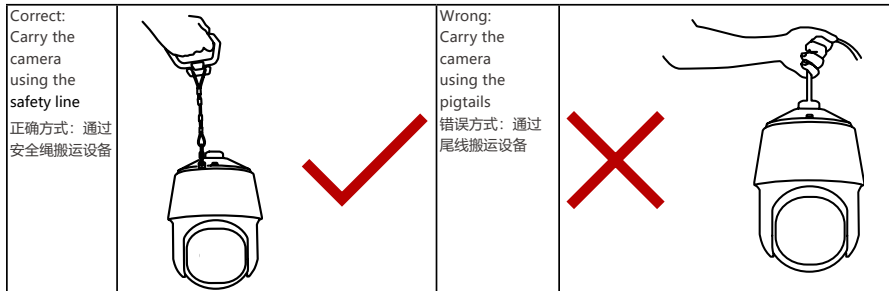 Correct:
Carry the
camera
using the
safety line
正确方式：通过
安全绳搬运设备
Wrong:
Carry the
camera
using the
pigtails
错误方式：通过
尾线搬运设备